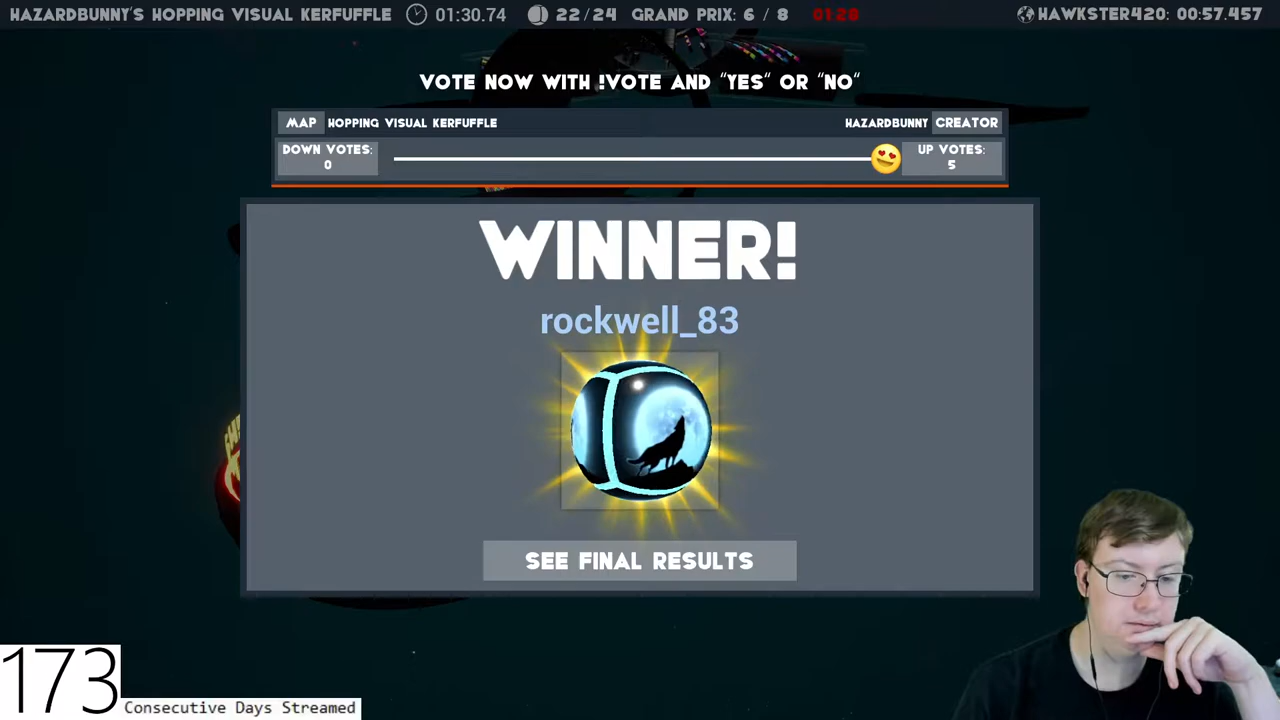 HAZARDBUNNY'S HOPPING VISUAL KERFUFFLE 01:30.74 22/24 GRAND PRIX: 6 / 8 01:28 HAWKSTER420: 00:57.457
VOTE NOW WITH !VOTE AND "YES" OR "NO"
MAP HOPPING VISUAL KERFUFFLE HAZARDBUNNY CREATOR
DOWN VOTES: UP VOTES:
0 5
WINNER!
rockwell_83
SEE FINAL RESULTS
173 Consecutive Days Streamed